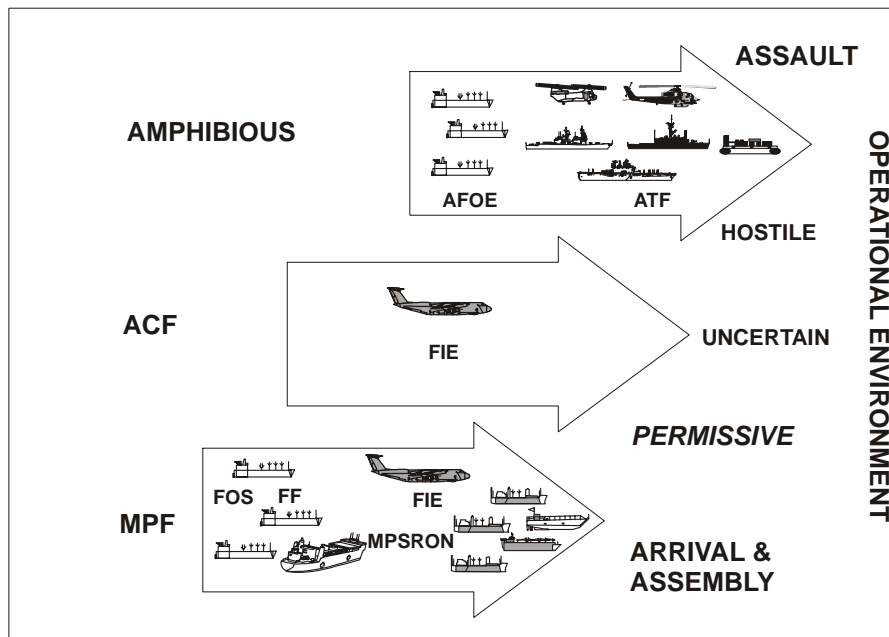 ASSAULT
AMPHIBIOUS
AFOE
ATF
HOSTILE
ACF
FIE
UNCERTAIN
PERMISSIVE
FOS
FF
FIE
MPF
MPSRON
ARRIVAL &
ASSEMBLY
OPERATIONAL ENVIRONMENT